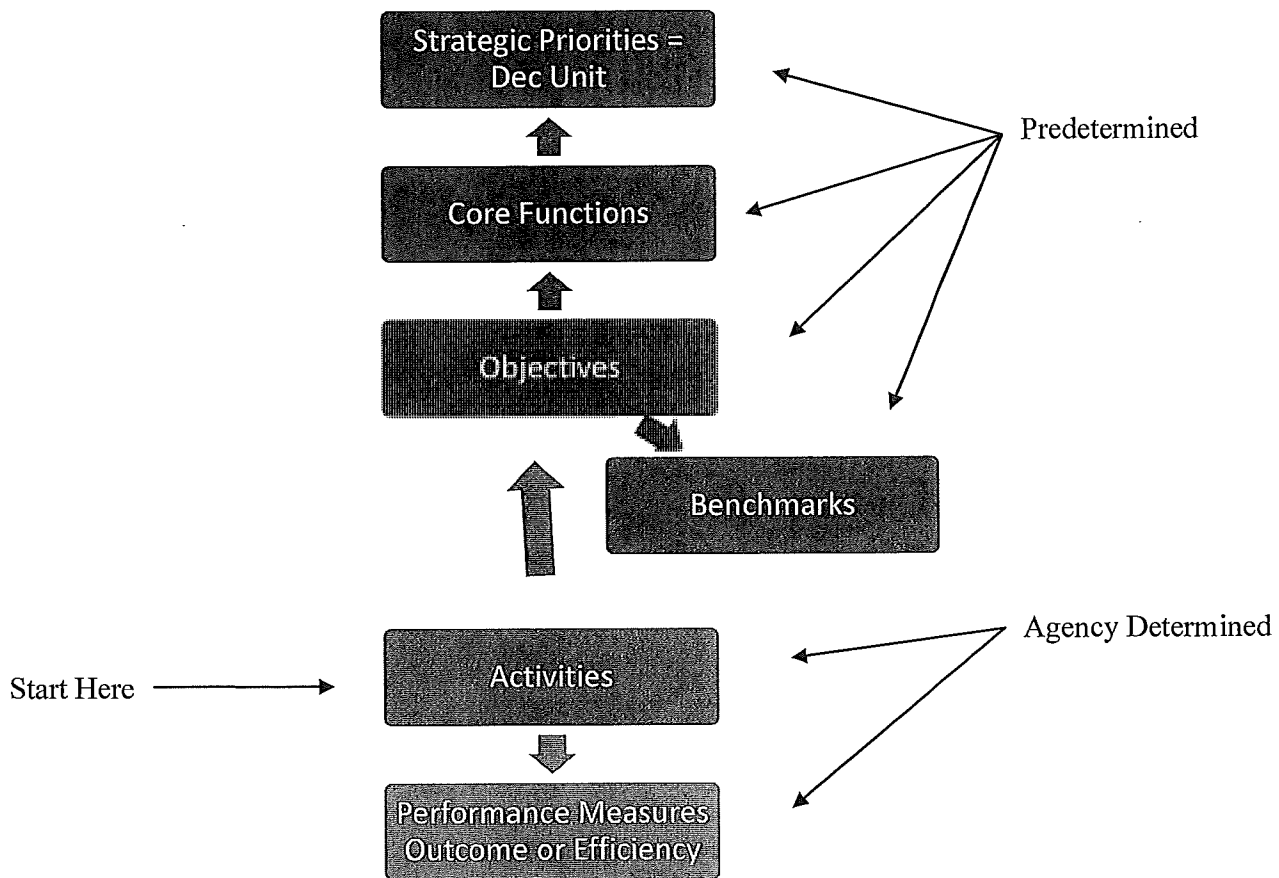 Strategic Priorities =
Dec Unit
Predetermined
Core Functions
Objectives
Benchmarks
Agency Determined
Activities
Start Here
Performance Measures
Outcome or Efficiency